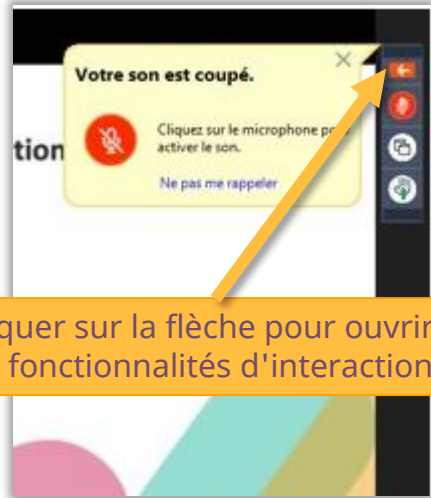 Votre son est coupé.
Cliquez sur le microphone pour
activer le son.
tion
Ne pas me rappeler
quer sur la flèche pour ouvrir
fonctionnalités d'interaction